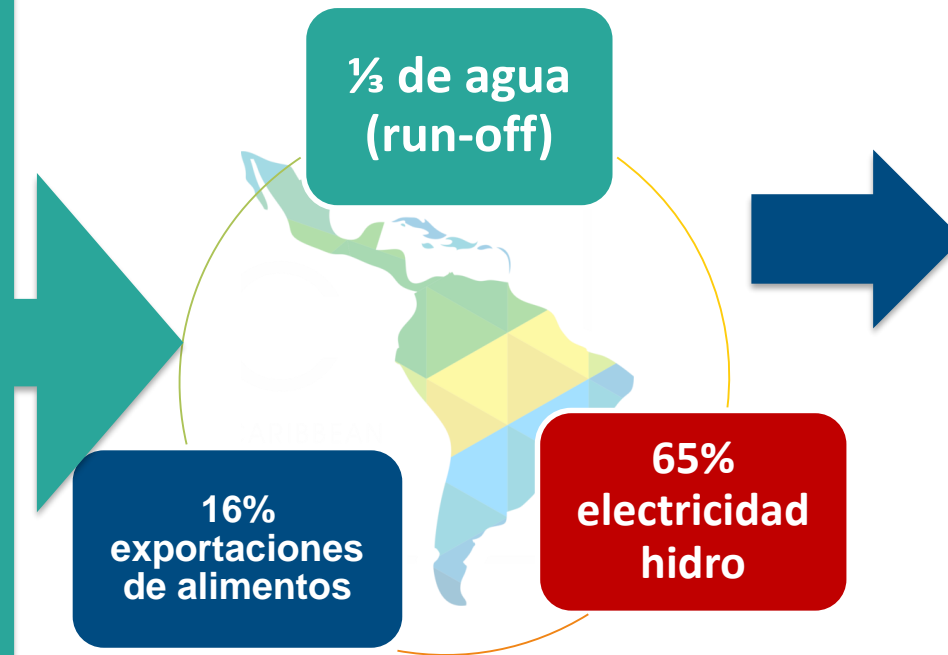 ⅓ de agua
(run-off)
16%
exportaciones
de alimentos
65%
electricidad
hidro